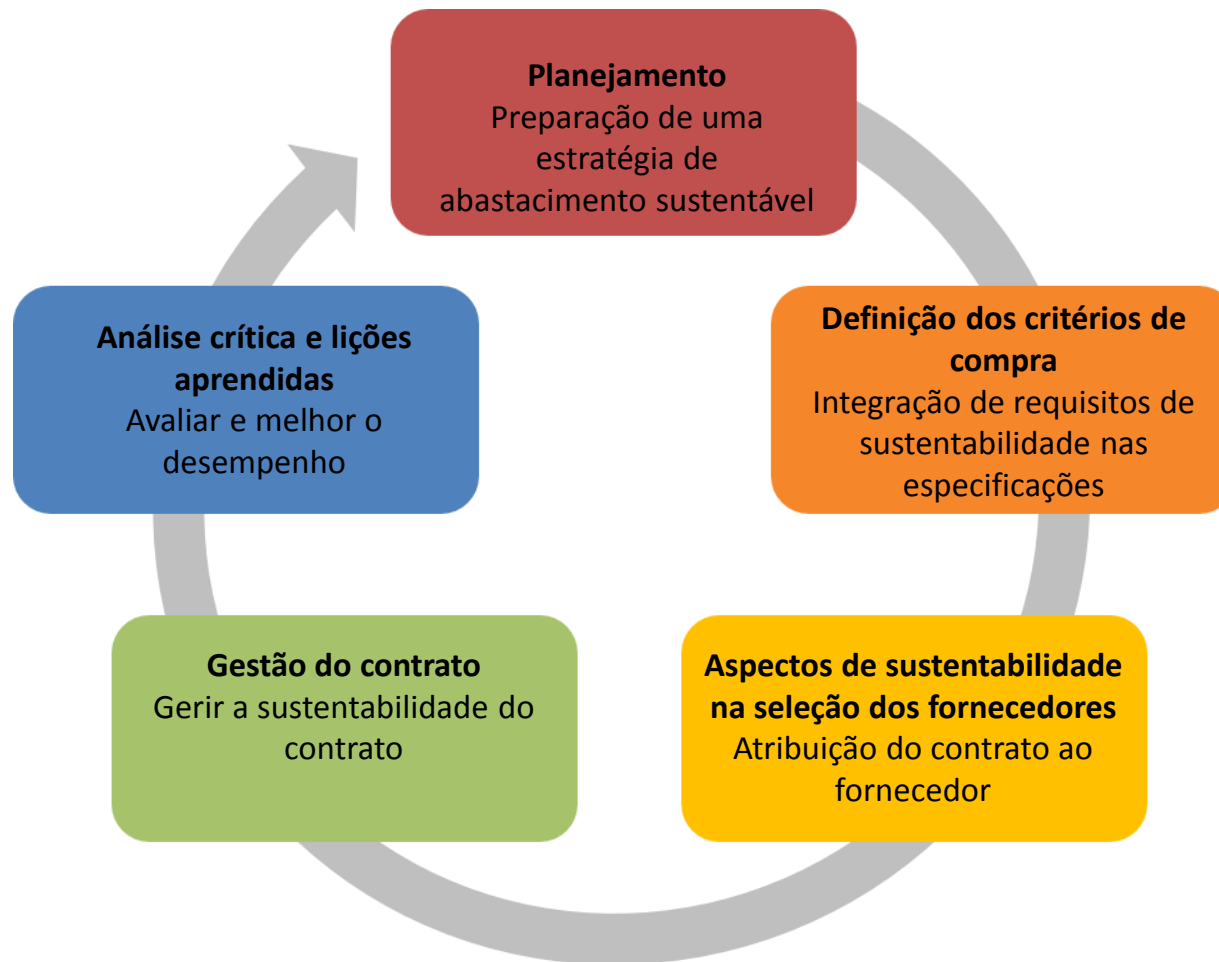 Planejamento
Preparação de uma
estratégia de
abastacimento sustentável
Definição dos critérios de
compra
Integração de requisitos de
sustentabilidade nas
especificações
Aspectos de sustentabilidade
na seleção dos fornecedores
Atribuição do contrato ao
fornecedor
Gestão do contrato
Gerir a sustentabilidade do
contrato
Análise crítica e lições
aprendidas
Avaliar e melhor o
desempenho